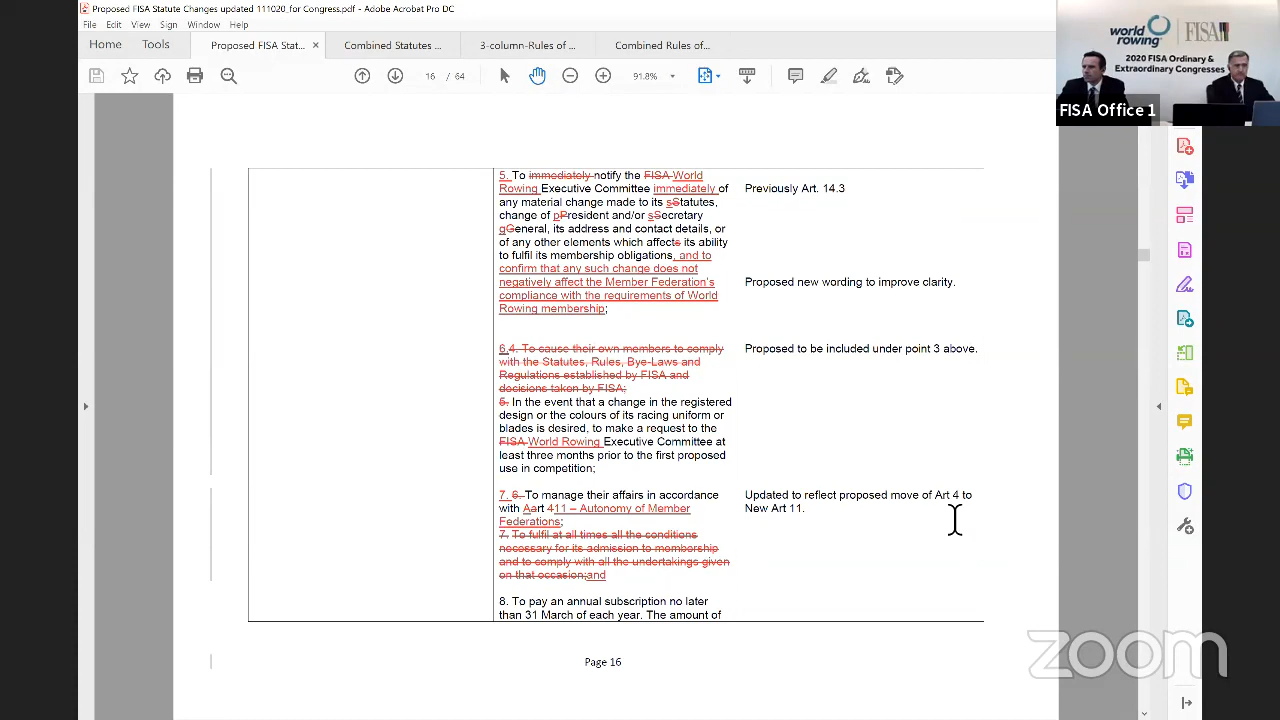 Proposed FISA Statute Changes updated 111020_for Congress.pdf - Adobe Acrobat Pro DC
File Edit View Sign Window Help
Home Tools Proposed FISA Stat... × Combined Statutes ... 3-column-Rules of ... Combined Rules of...
16 / 64 91.8%
world rowing FISA
2020 FISA Ordinary &
Extraordinary Congresses
FISA Office 1
5. To immediately notify the FISA World
Rowing Executive Committee immediately of
any material change made to its sStatutes,
change of pPresident and/or sSecretary
gGeneral, its address and contact details, or
of any other elements which affects its ability
to fulfil its membership obligations, and to
confirm that any such change does not
negatively affect the Member Federation's
compliance with the requirements of World
Rowing membership;
Previously Art. 14.3
Proposed new wording to improve clarity.
6.4. To cause their own members to comply
with the Statutes, Rules, Bye-Laws and
Regulations established by FISA and
decisions taken by FISA;
Proposed to be included under point 3 above.
5. In the event that a change in the registered
design or the colours of its racing uniform or
blades is desired, to make a request to the
FISA World Rowing Executive Committee at
least three months prior to the first proposed
use in competition;
7. 6. To manage their affairs in accordance
with Aart 411 – Autonomy of Member
Federations;
Updated to reflect proposed move of Art 4 to
New Art 11.
7. To fulfil at all times all the conditions
necessary for its admission to membership
and to comply with all the undertakings given
on that occasion;and
8. To pay an annual subscription no later
than 31 March of each year. The amount of
Page 16
zoom